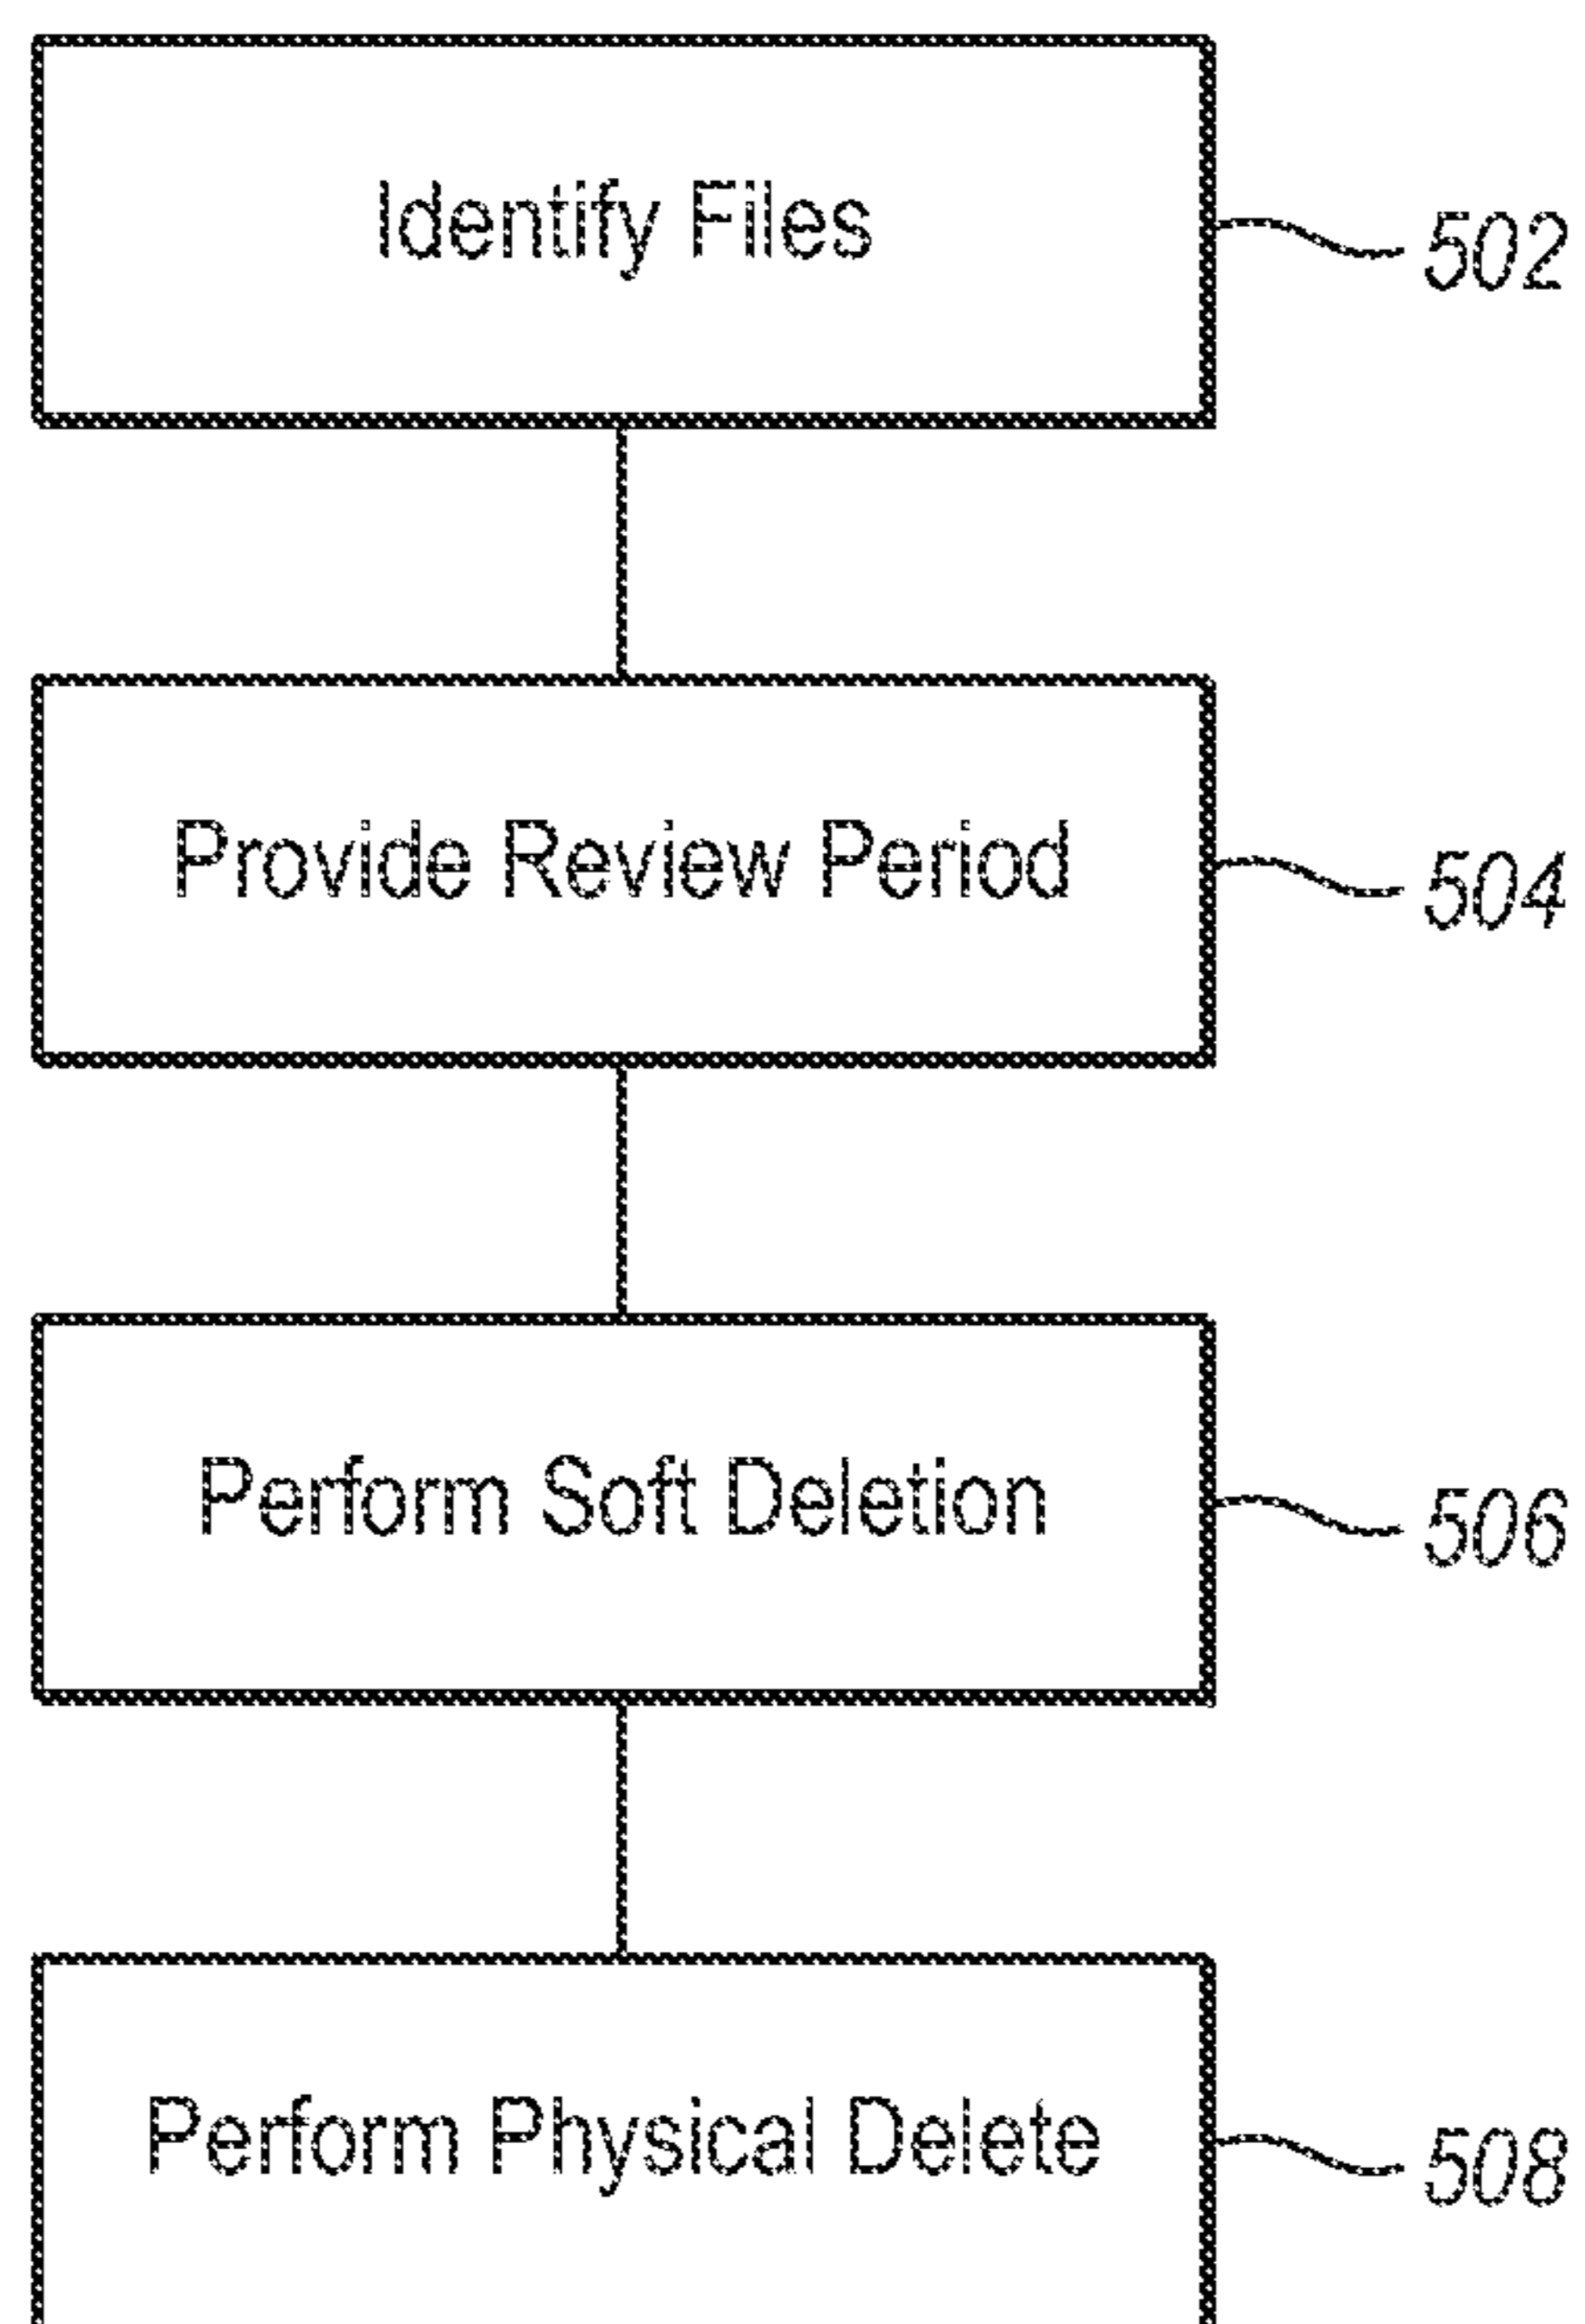 Identify Files
502
Provide Review Period
504
Perform Soft Deletion
506
Perform Physical Delete
508